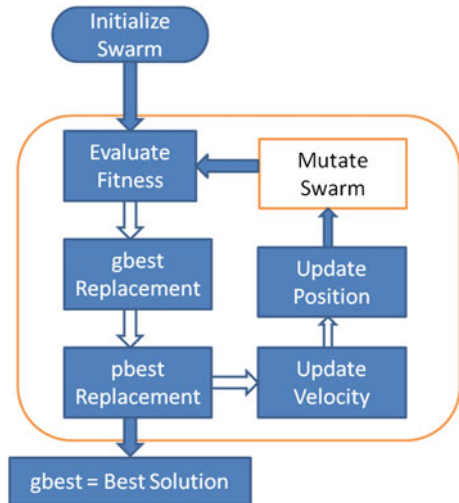 Initialize
Swarm
Evaluate
Fitness
Mutate
Swarm
gbest
Replacement
Update
Position
pbest
Replacement
Update
Velocity
gbest = Best Solution